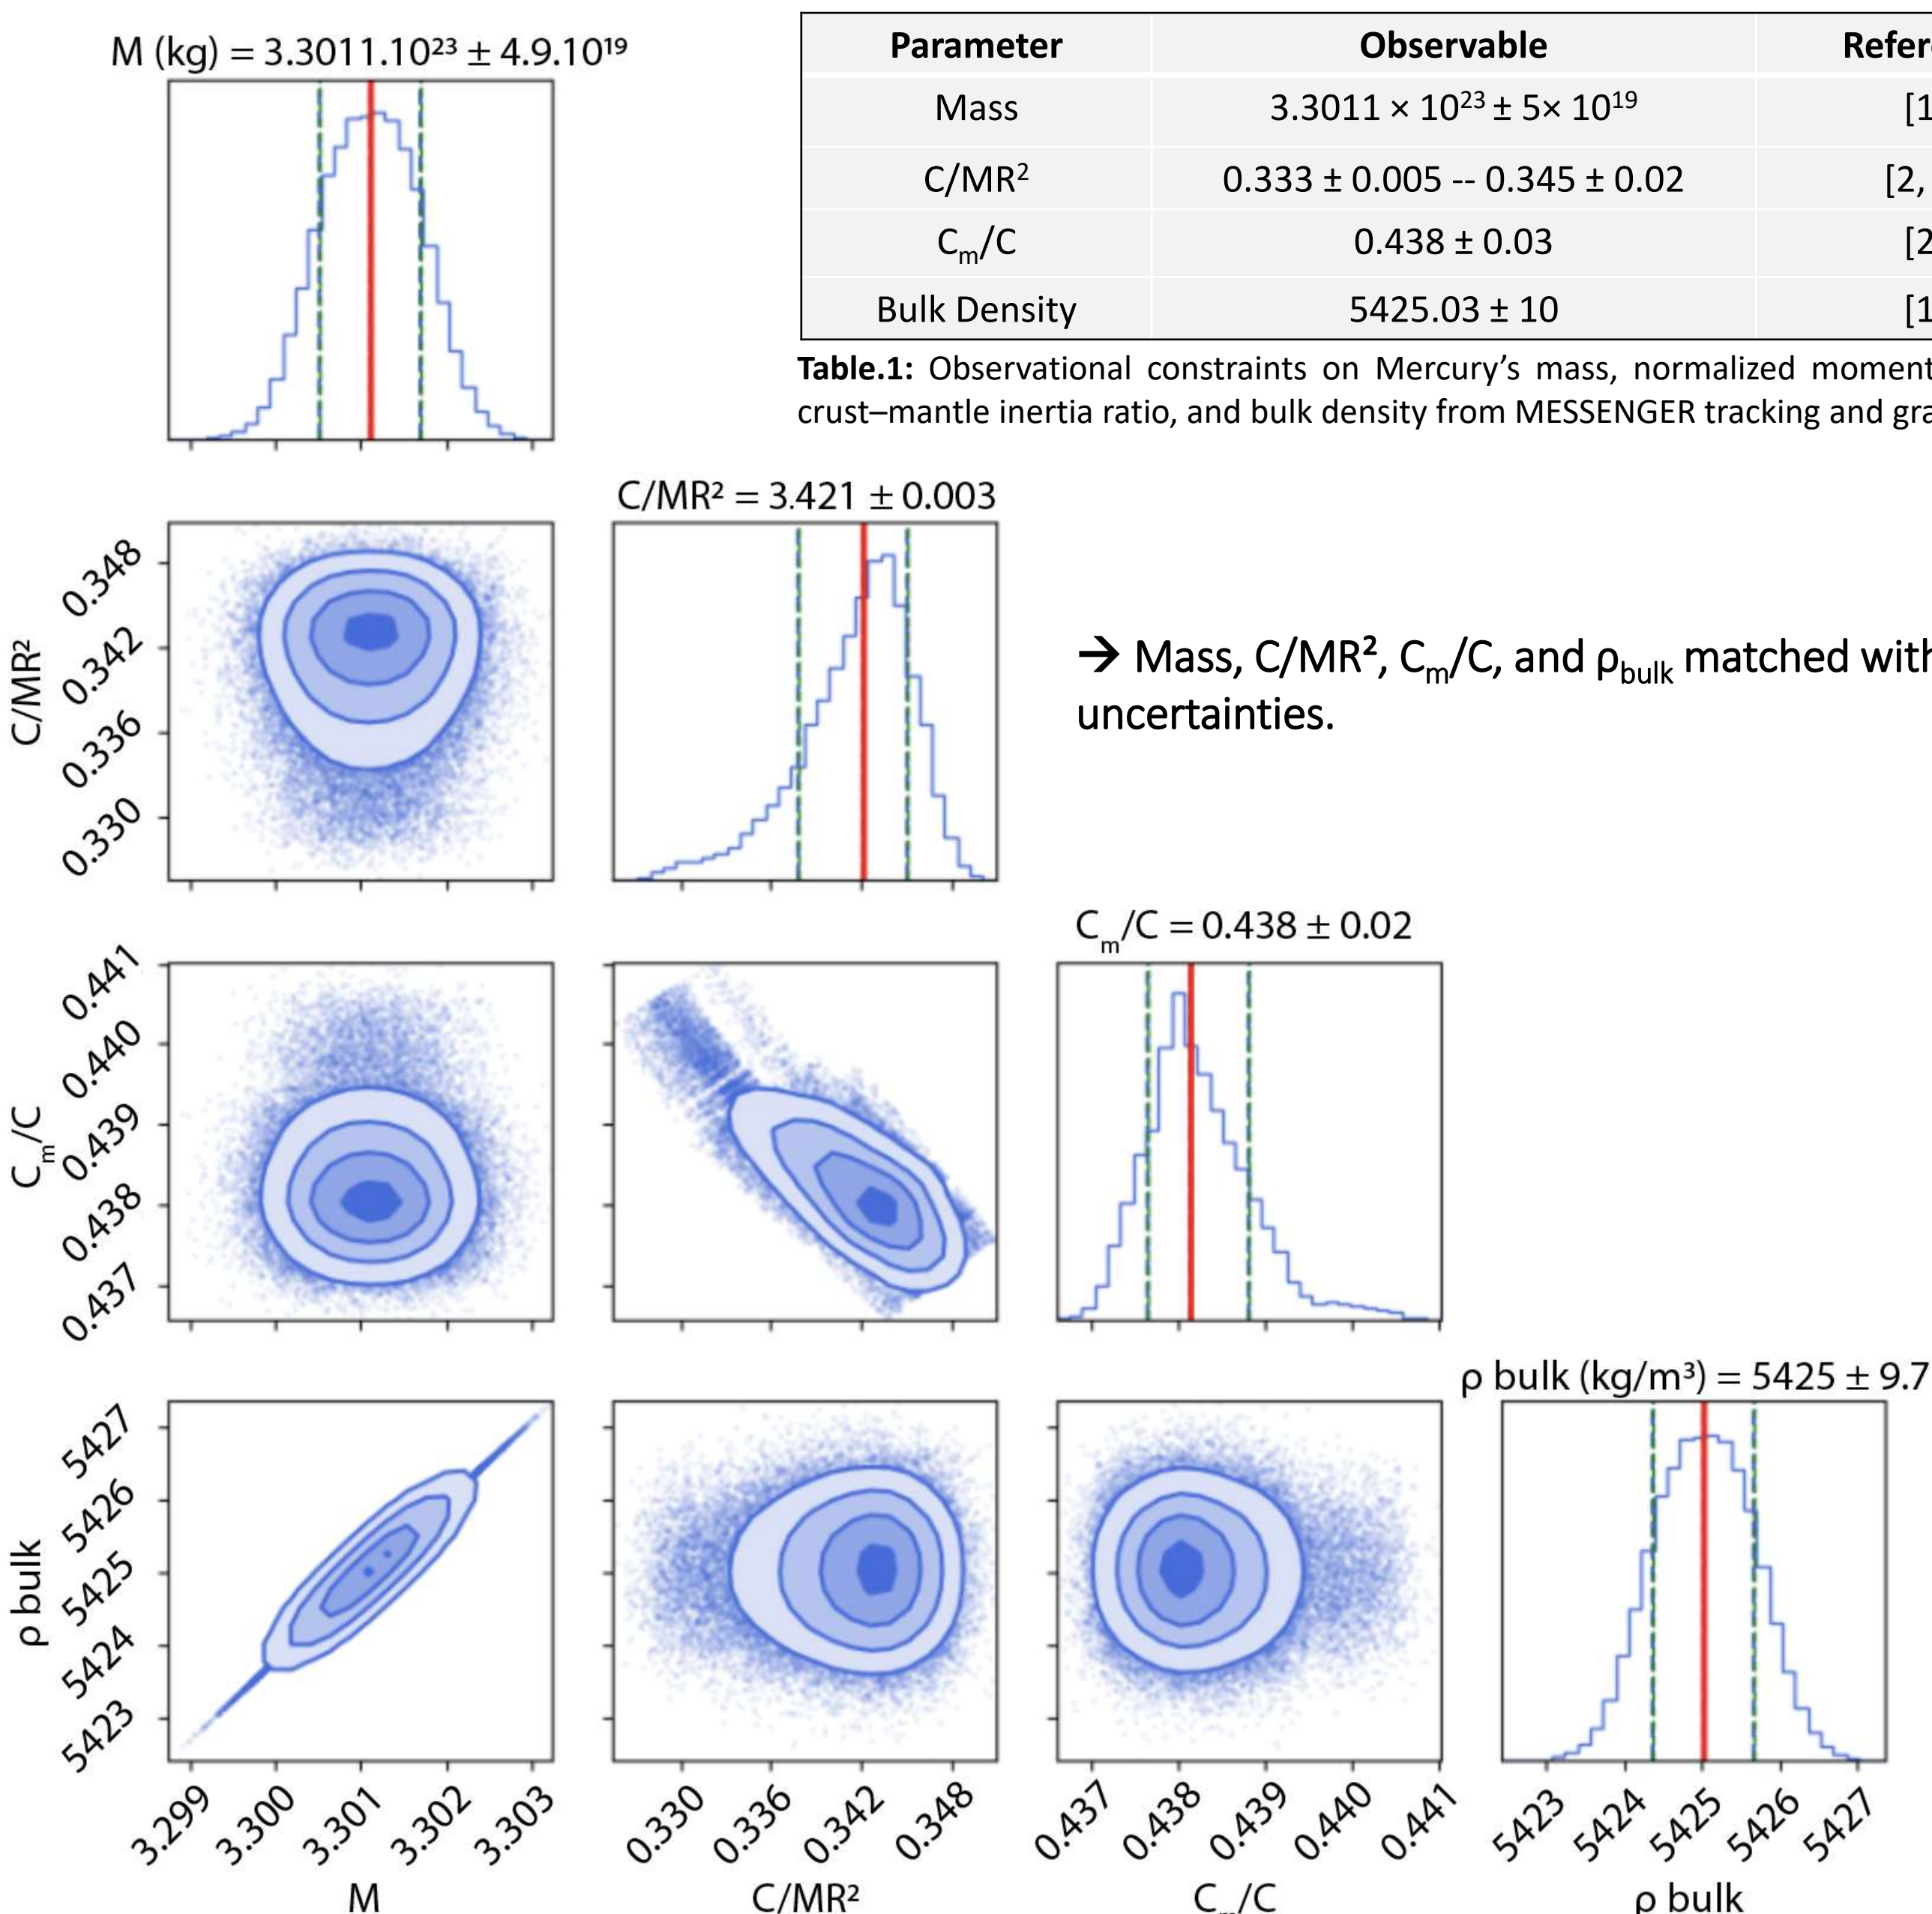 M (kg) = 3.3011.10²³ ± 4.9.10¹⁹
Parameter Observable
Mass 3.3011 × 10²³ ± 5× 10¹⁹ [1
C/MR² 0.333 ± 0.005 -- 0.345 ± 0.02 [2,
Cₘ/C 0.438 ± 0.03 [2
Bulk Density 5425.03 ± 10 [1
Table.1: Observational constraints on Mercury’s mass, normalized moment
crust–mantle inertia ratio, and bulk density from MESSENGER tracking and
C/MR² = 3.421 ± 0.003
C/MR²
0.348
0.342
0.336
0.330
→ Mass, C/MR², Cₘ/C, and ρbulk matched
uncertainties.
Cₘ/C = 0.438 ± 0.02
Cₘ/C
0.441
0.440
0.439
0.438
0.437
ρ bulk (kg/m³) = 5425 ± 9.7
ρ bulk
5427
5426
5425
5424
5423
3.299 3.300 3.301 3.302 3.303
0.330 0.336 0.342 0.348
0.437 0.438 0.439 0.440 0.441
5423 5424 5425 5426 5427
M C/MR² Cₘ/C ρ bulk